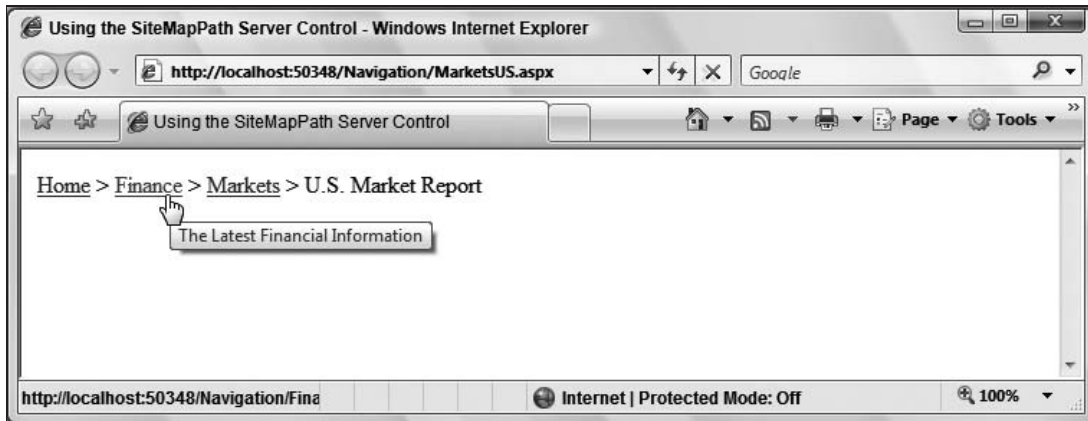 Using the SiteMapPath Server Control - Windows Internet Explorer
http://localhost:50348/Navigation/MarketsUS.aspx
Google
Using the SiteMapPath Server Control
Page
Tools
»
Home > Finance > Markets > U.S. Market Report
The Latest Financial Information
http://localhost:50348/Navigation/Fina
Internet | Protected Mode: Off
100%